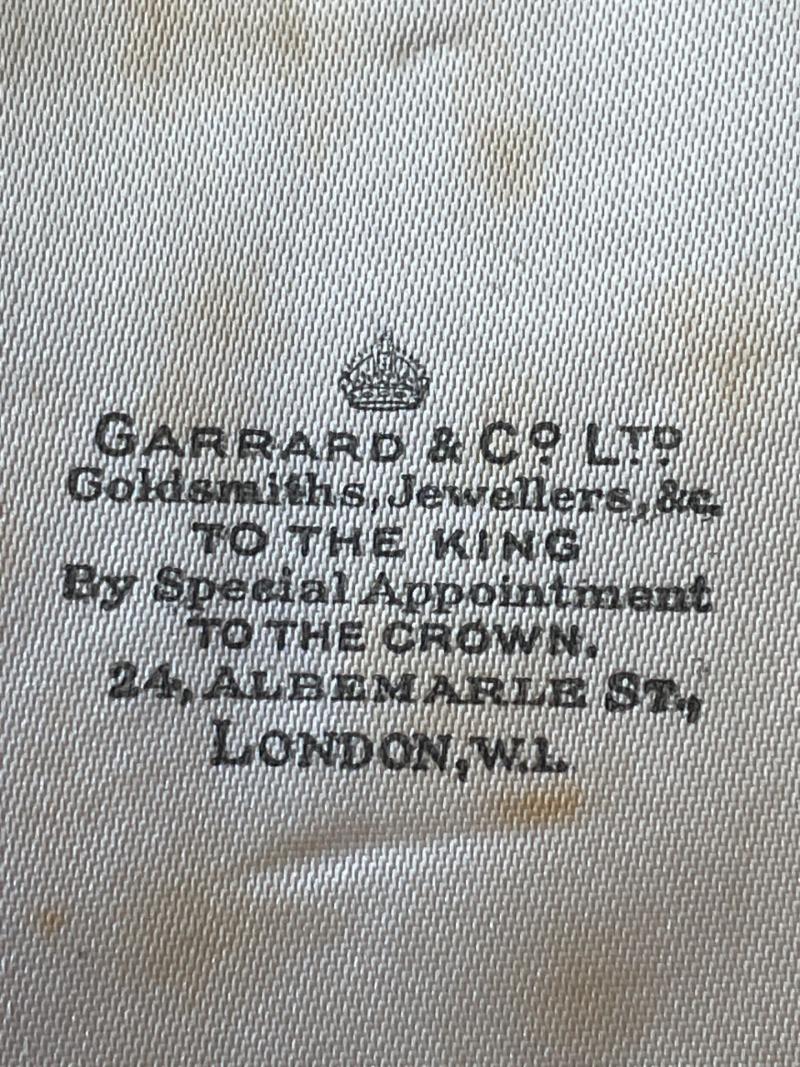 GARRARD & Cº LTD
Goldsmiths, Jewellers, &c.
TO THE KING
By Special Appointment
TO THE CROWN.
24, ALBEMARLE ST.,
LONDON, W.1.